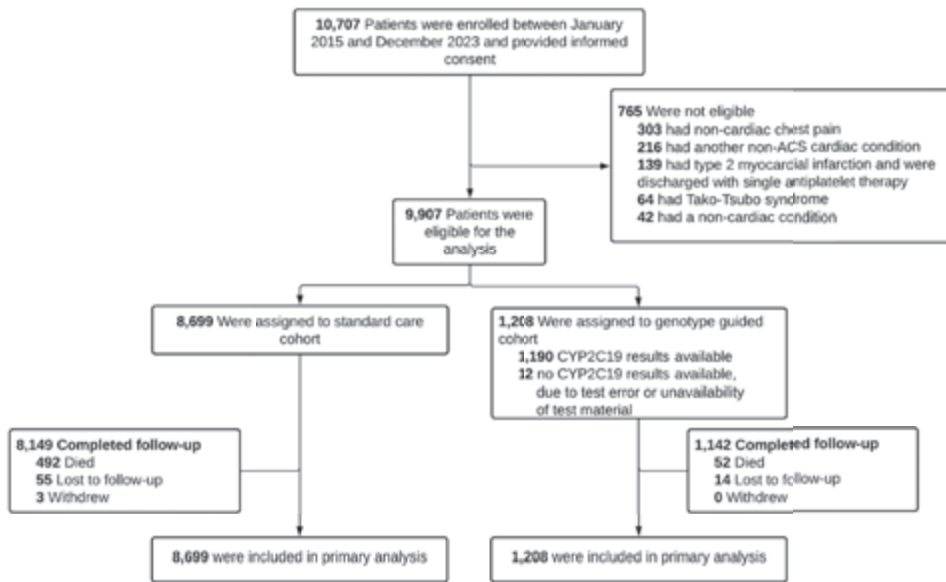 10,707 Patients were enrolled between January
2015 and December 2023 and provided informed
consent
765 Were not eligible
303 had non-cardiac chest pain
216 had another non-ACS cardiac condition
139 had type 2 myocardial infarction and were
discharged with single antiplatelet therapy
64 had Tako-Tsubo syndrome
42 had a non-cardiac condition
9,907 Patients were
eligible for the
analysis
8,699 Were assigned to standard care
cohort
1,208 Were assigned to genotype guided
cohort
1,190 CYP2C19 results available
12 no CYP2C19 results available,
due to test error or unavailability
of test material
8,149 Completed follow-up
492 Died
55 Lost to follow-up
3 Withdrew
1,142 Completed follow-up
52 Died
14 Lost to follow-up
0 Withdrew
8,699 were included in primary analysis
1,208 were included in primary analysis